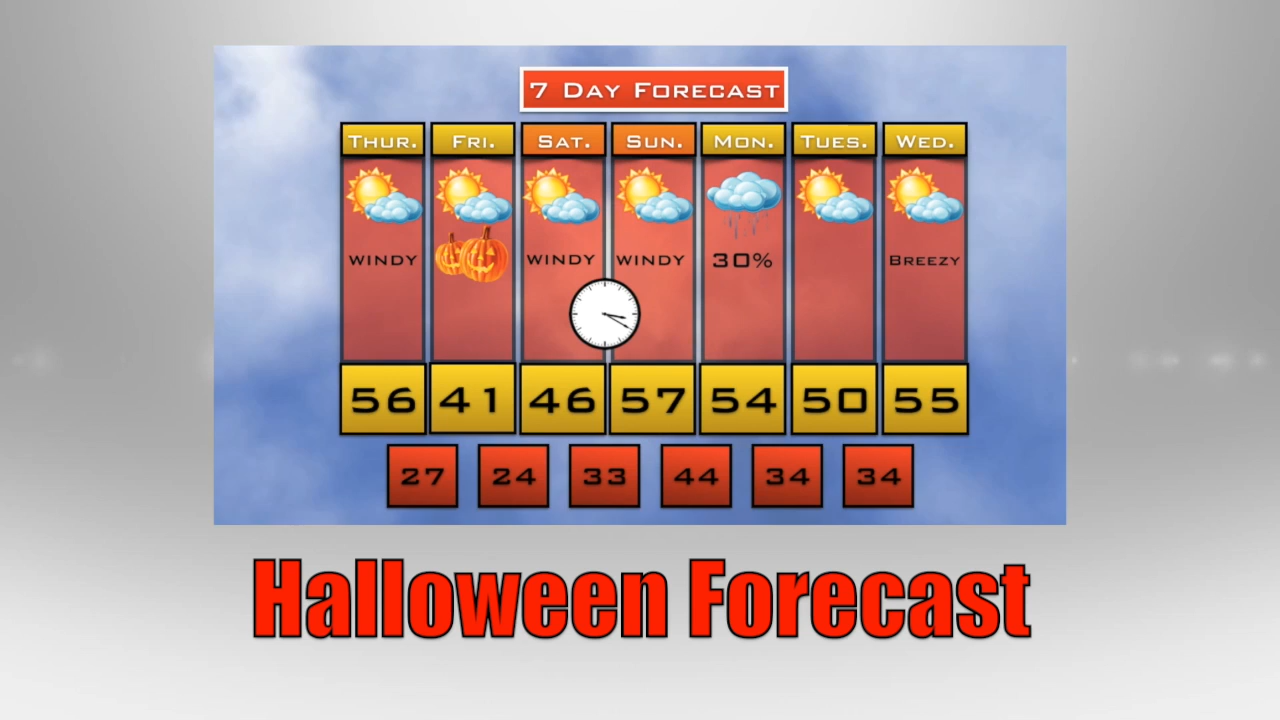 7 Day Forecast
Thur. Fri. Sat. Sun. Mon. Tues. Wed.
windy windy windy 30% Breezy
56 41 46 57 54 50 55
27 24 33 44 34 34
Halloween Forecast